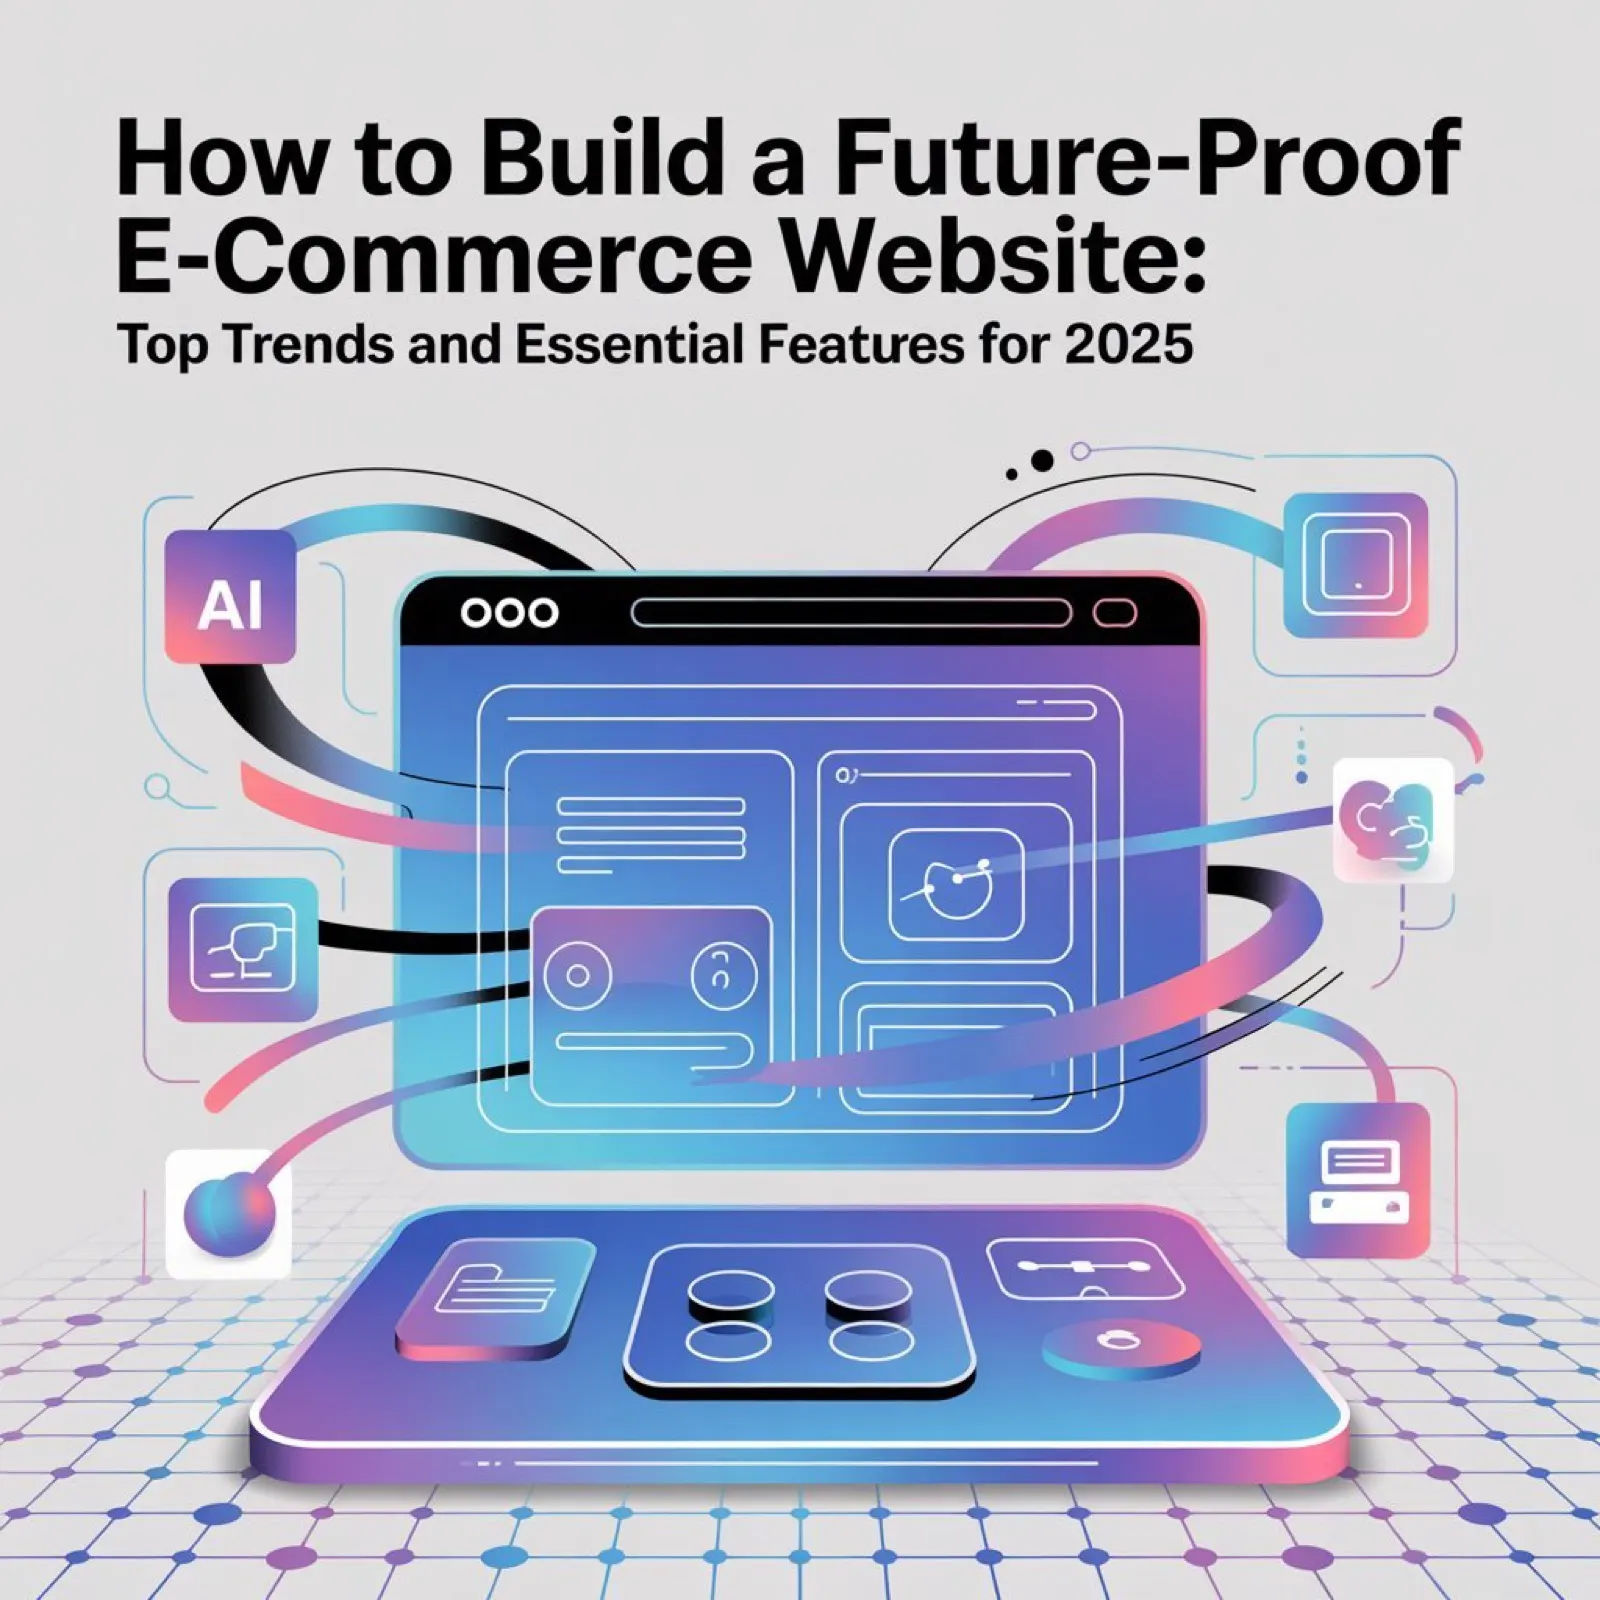 How to Build a Future-Proof
E-Commerce Website:
Top Trends and Essential Features for 2025
AI